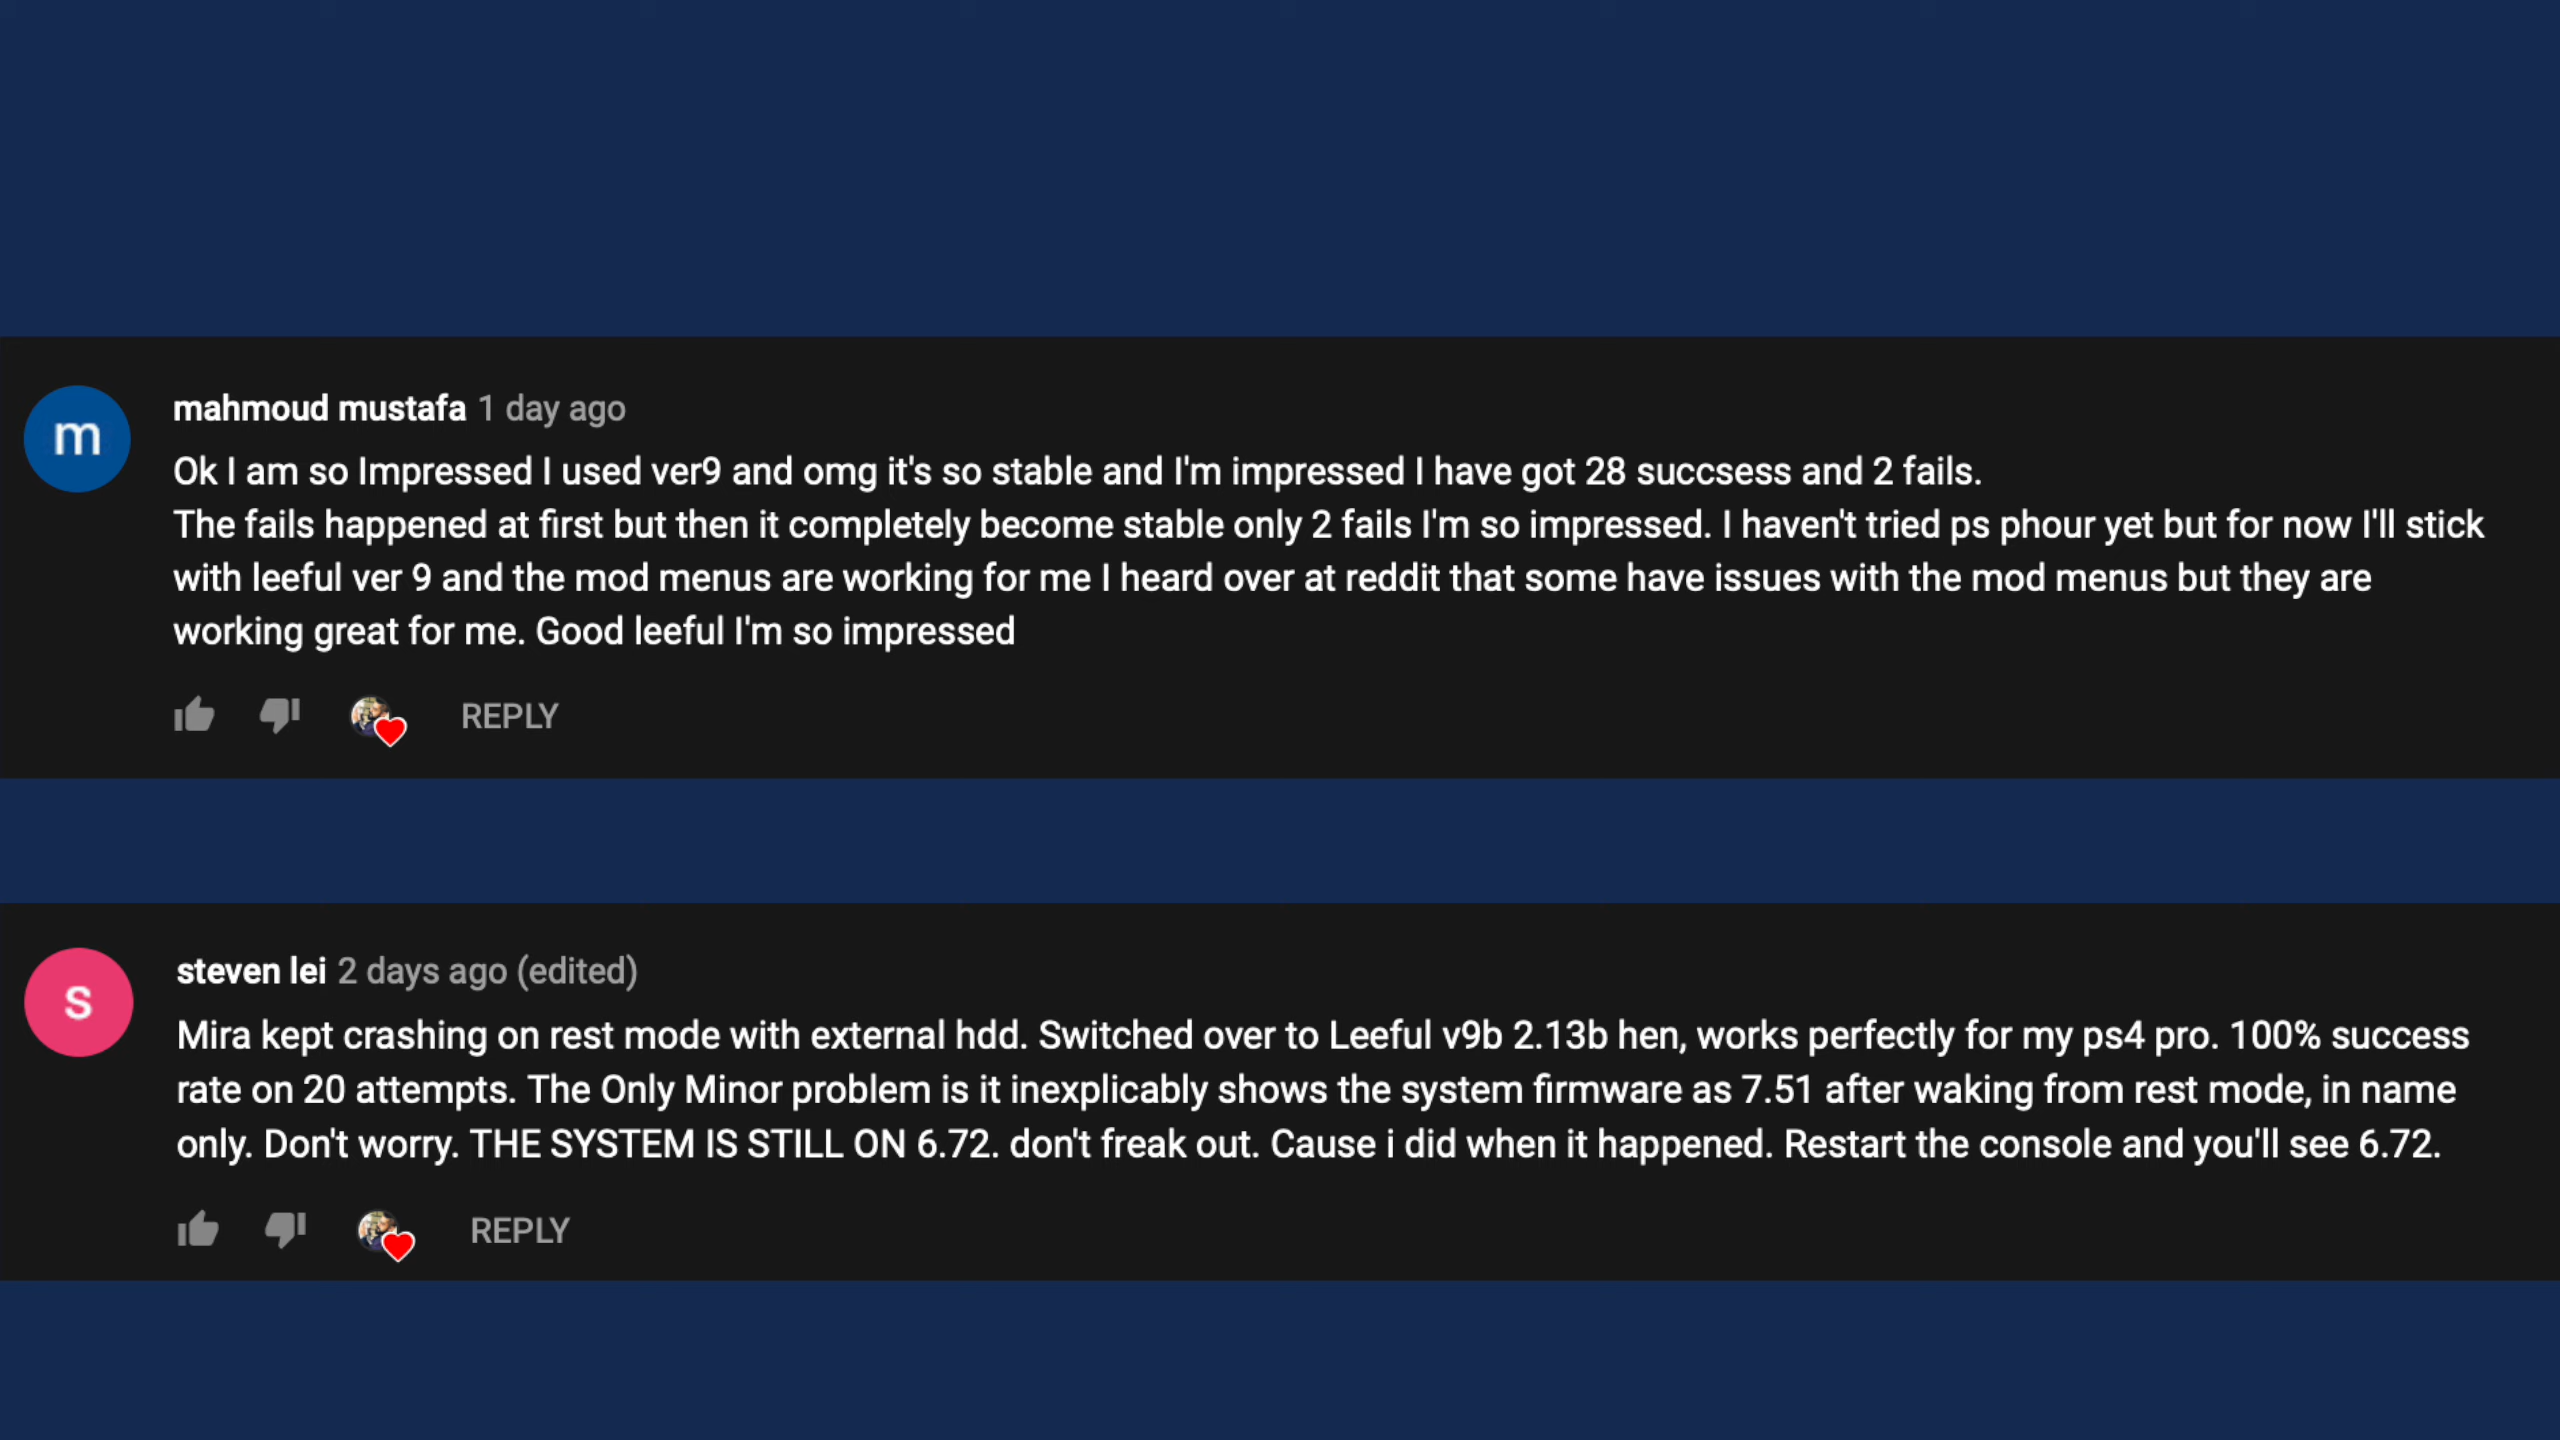 m
mahmoud mustafa 1 day ago
Ok I am so Impressed I used ver9 and omg it's so stable and I'm impressed I have got 28 succsess and 2 fails.
The fails happened at first but then it completely become stable only 2 fails I'm so impressed. I haven't tried ps phour yet but for now I'll stick
with leeful ver 9 and the mod menus are working for me I heard over at reddit that some have issues with the mod menus but they are
working great for me. Good leeful I'm so impressed
REPLY
s
steven lei 2 days ago (edited)
Mira kept crashing on rest mode with external hdd. Switched over to Leeful v9b 2.13b hen, works perfectly for my ps4 pro. 100% success
rate on 20 attempts. The Only Minor problem is it inexplicably shows the system firmware as 7.51 after waking from rest mode, in name
only. Don't worry. THE SYSTEM IS STILL ON 6.72. don't freak out. Cause i did when it happened. Restart the console and you'll see 6.72.
REPLY